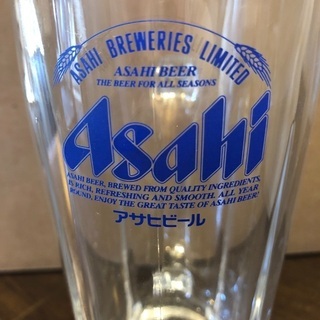 ASAHI BREWERIES LIMITED
ASAHI BEER
THE BEER FOR ALL SEASONS
Asahi
ASAHI BEER, BREWED FROM QUALITY INGREDIENTS,
IS RICH, REFRESHING AND SMOOTH. ALL YEAR
ROUND, ENJOY THE GREAT TASTE OF ASAHI BEER!
アサヒビール